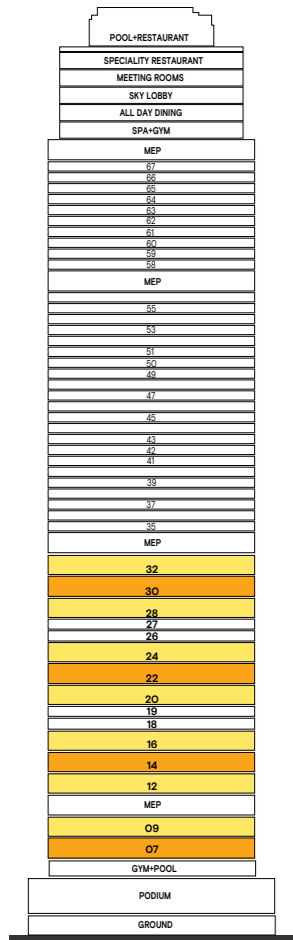 POOL+RESTAURANT
SPECIALITY RESTAURANT
MEETING ROOMS
SKY LOBBY
ALL DAY DINING
SPA+GYM
MEP
67
66
65
64
63
62
61
60
59
58
MEP
55
53
51
50
49
47
45
43
42
41
39
37
35
MEP
32
30
28
27
26
24
22
20
19
18
16
14
12
MEP
09
07
GYM+POOL
PODIUM
GROUND